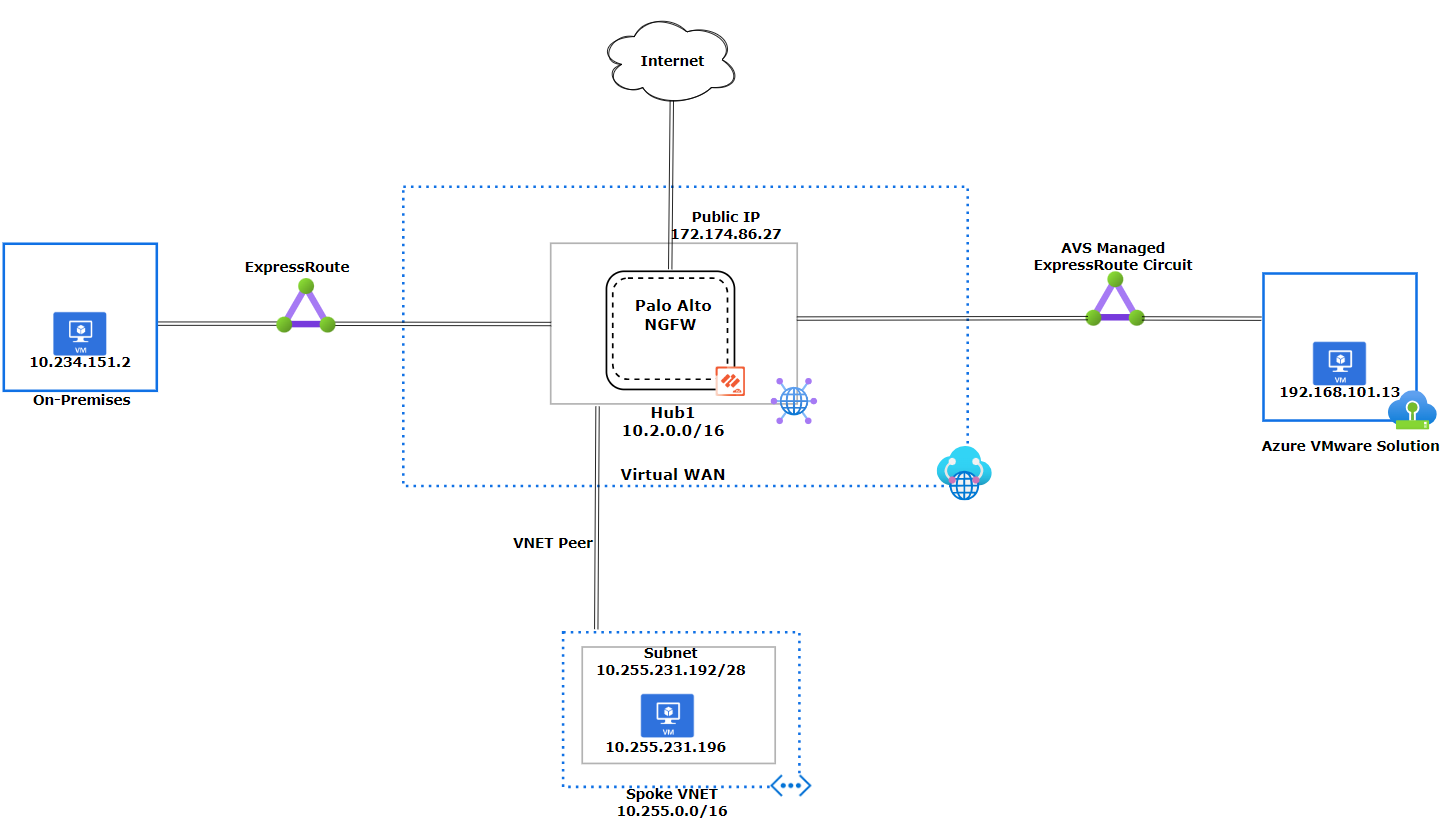 Internet
Public IP
172.174.86.27
AVS Managed
ExpressRoute Circuit
ExpressRoute
Palo Alto
NGFW
VM
10.234.151.2
On-Premises
VM
192.168.101.13
Hub1
10.2.0.0/16
Azure VMware Solution
Virtual WAN
VNET Peer
Subnet
10.255.231.192/28
VM
10.255.231.196
Spoke VNET
10.255.0.0/16